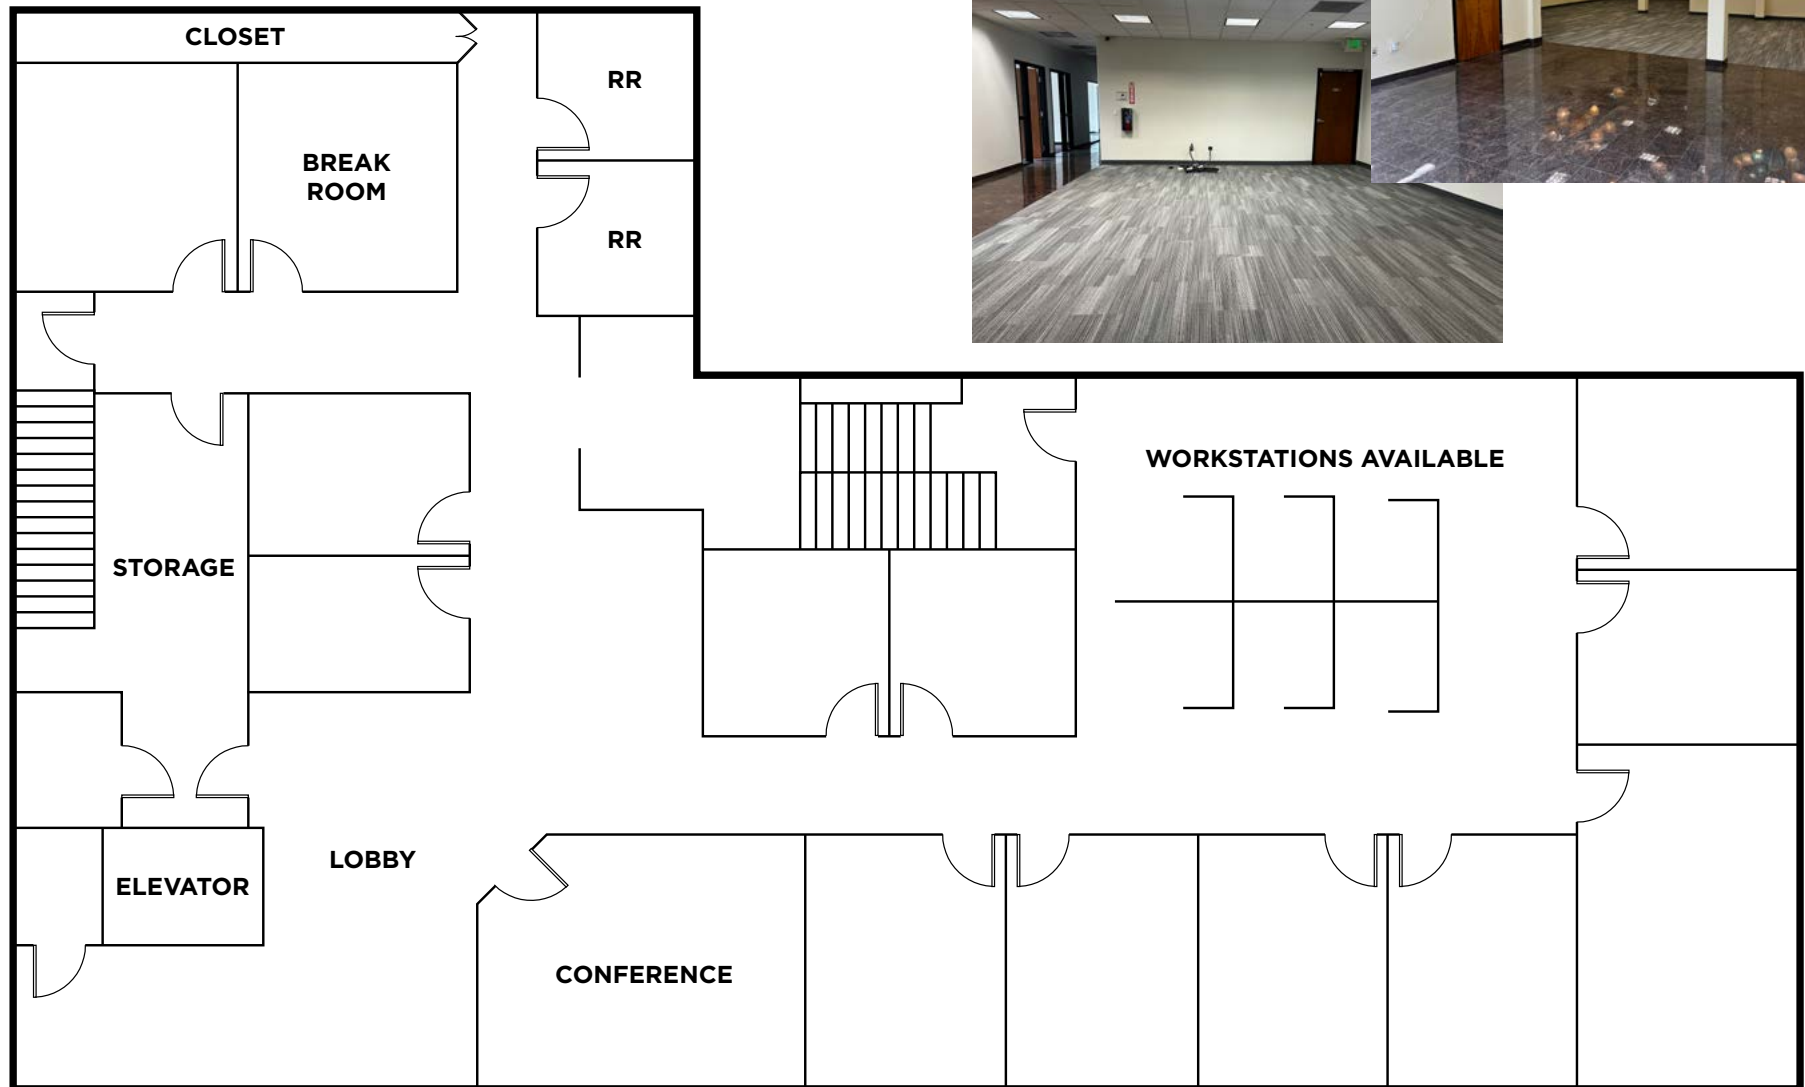 CLOSET
RR
BREAK
ROOM
RR
WORKSTATIONS AVAILABLE
STORAGE
LOBBY
ELEVATOR
CONFERENCE